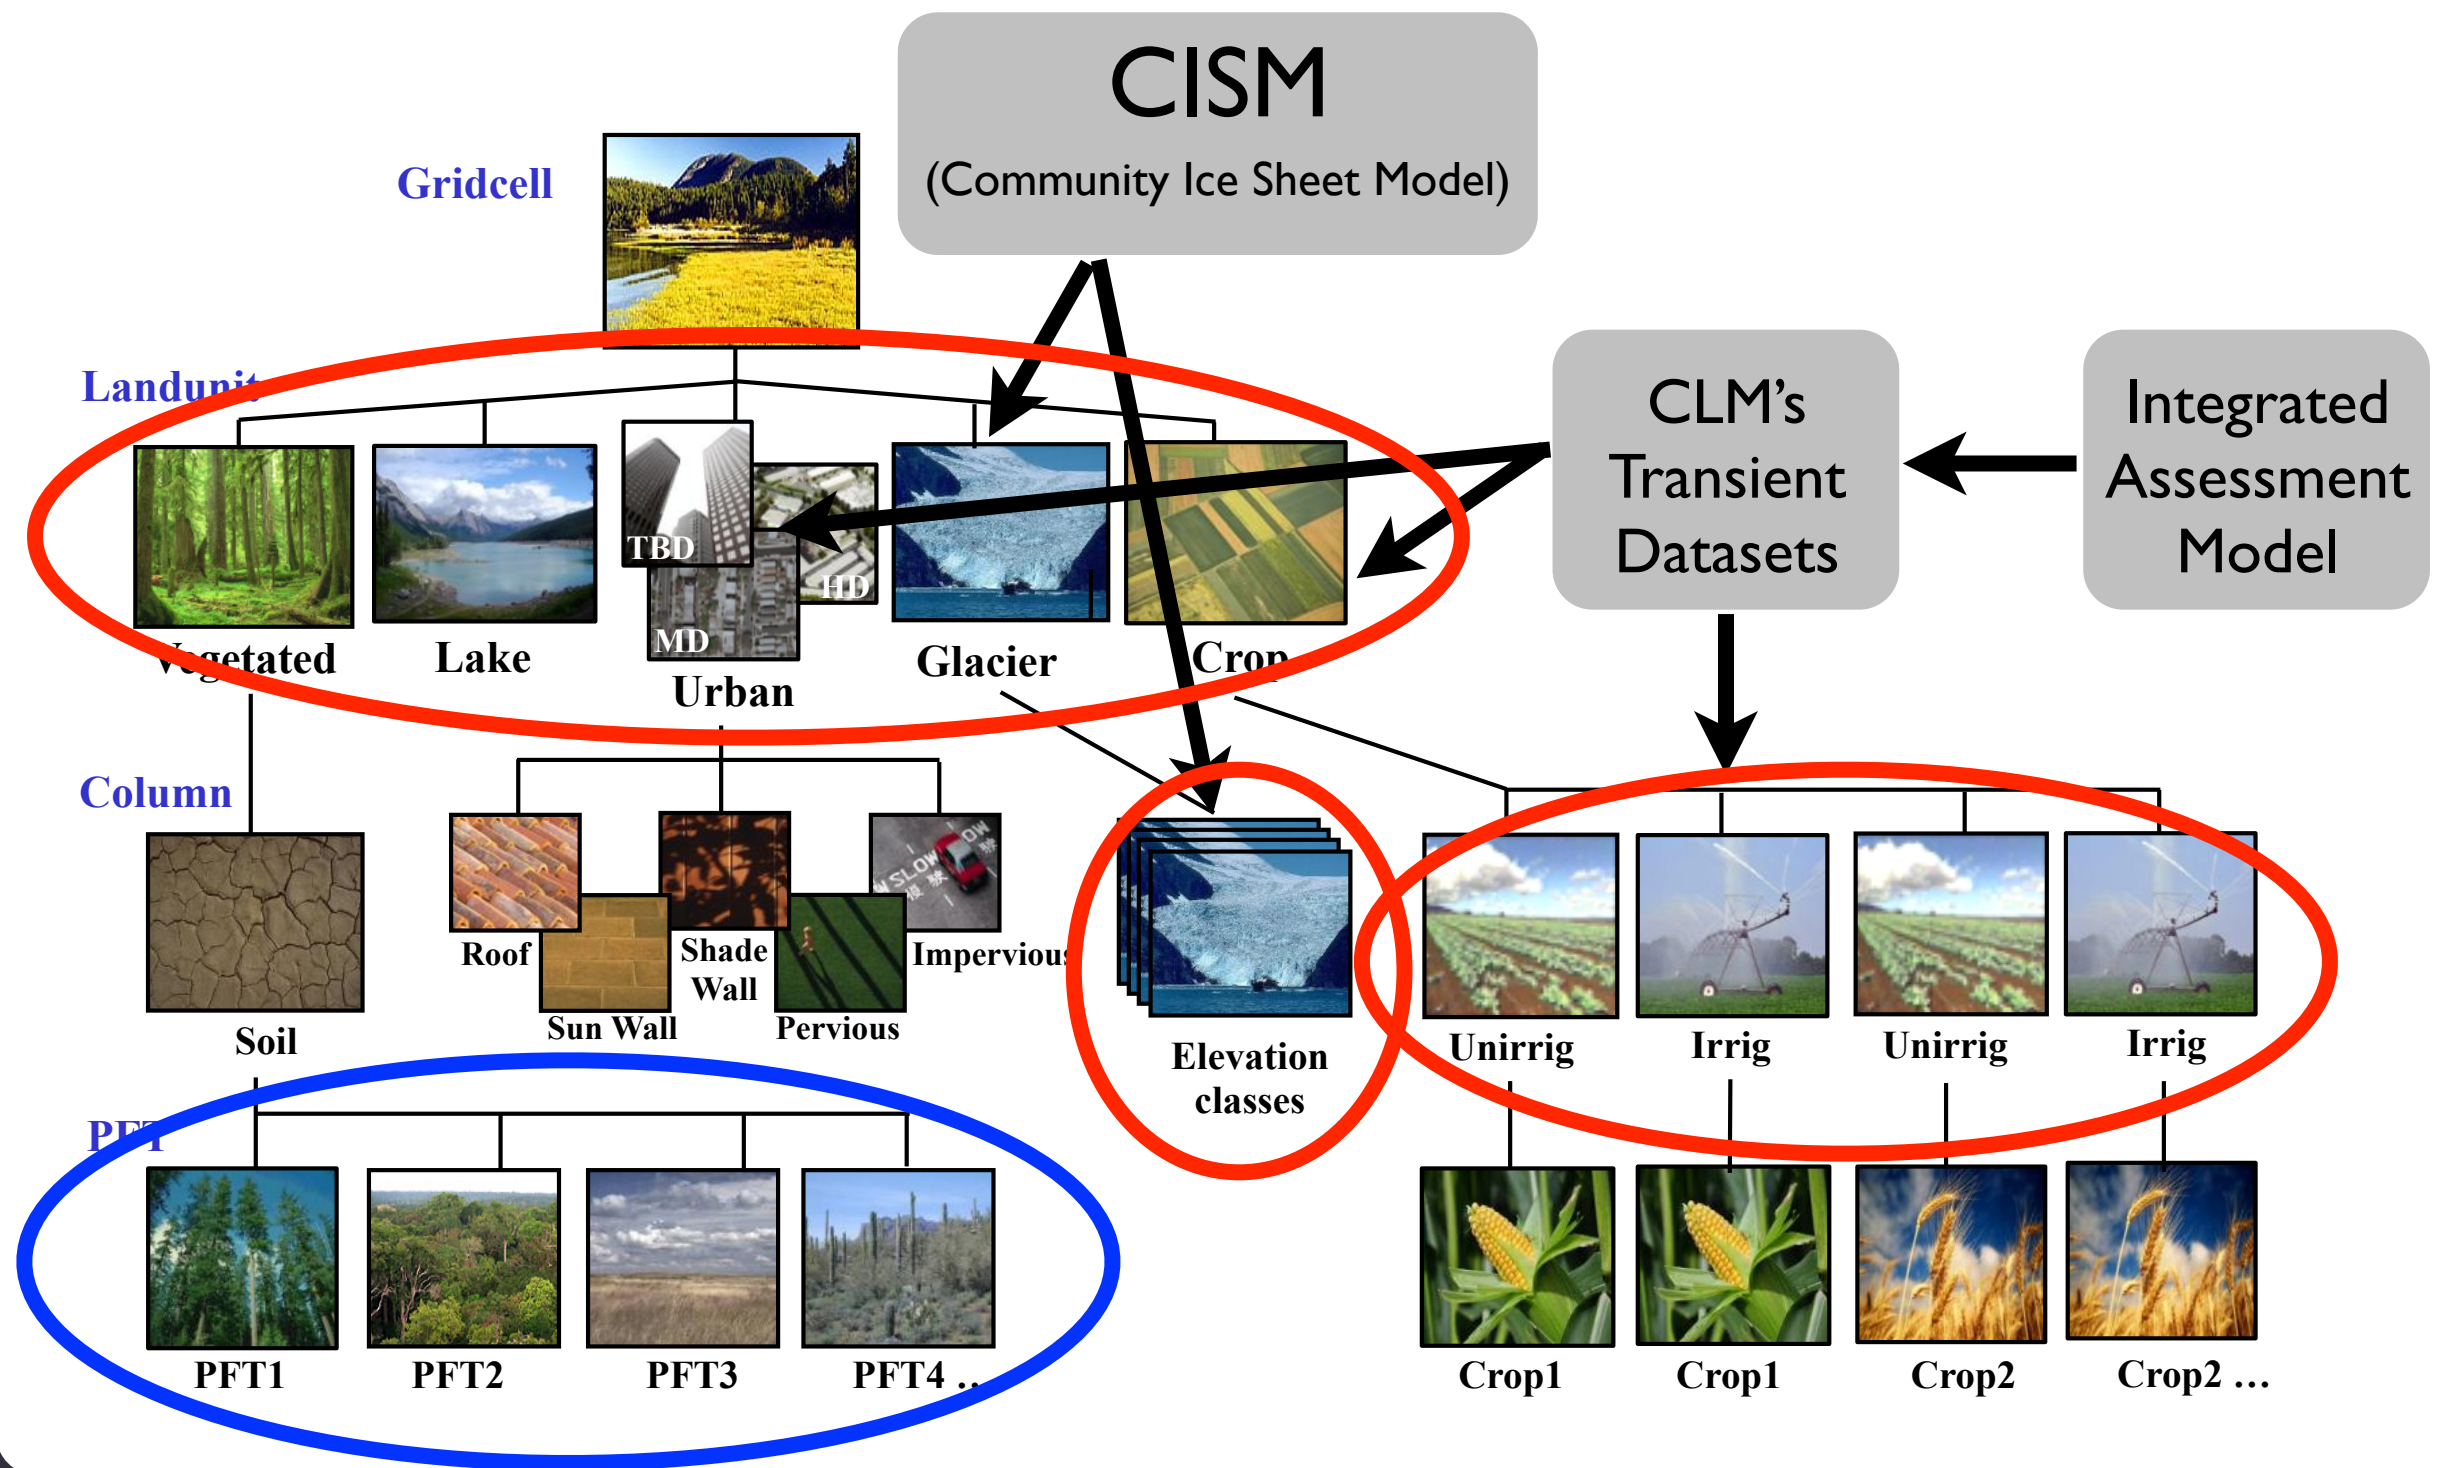 CISM
(Community Ice Sheet Model)
Gridcell
Landunit
CLM's
Transient
Datasets
Integrated
Assessment
Model
TBD
HD
MD
Vegetated
Lake
Urban
Glacier
Crop
Column
SLOW
Roof
Shade
Wall
Impervious
Sun Wall
Pervious
Soil
Elevation
classes
Unirrig
Irrig
Unirrig
Irrig
PFT
PFT1
PFT2
PFT3
PFT4 …
Crop1
Crop1
Crop2
Crop2 …